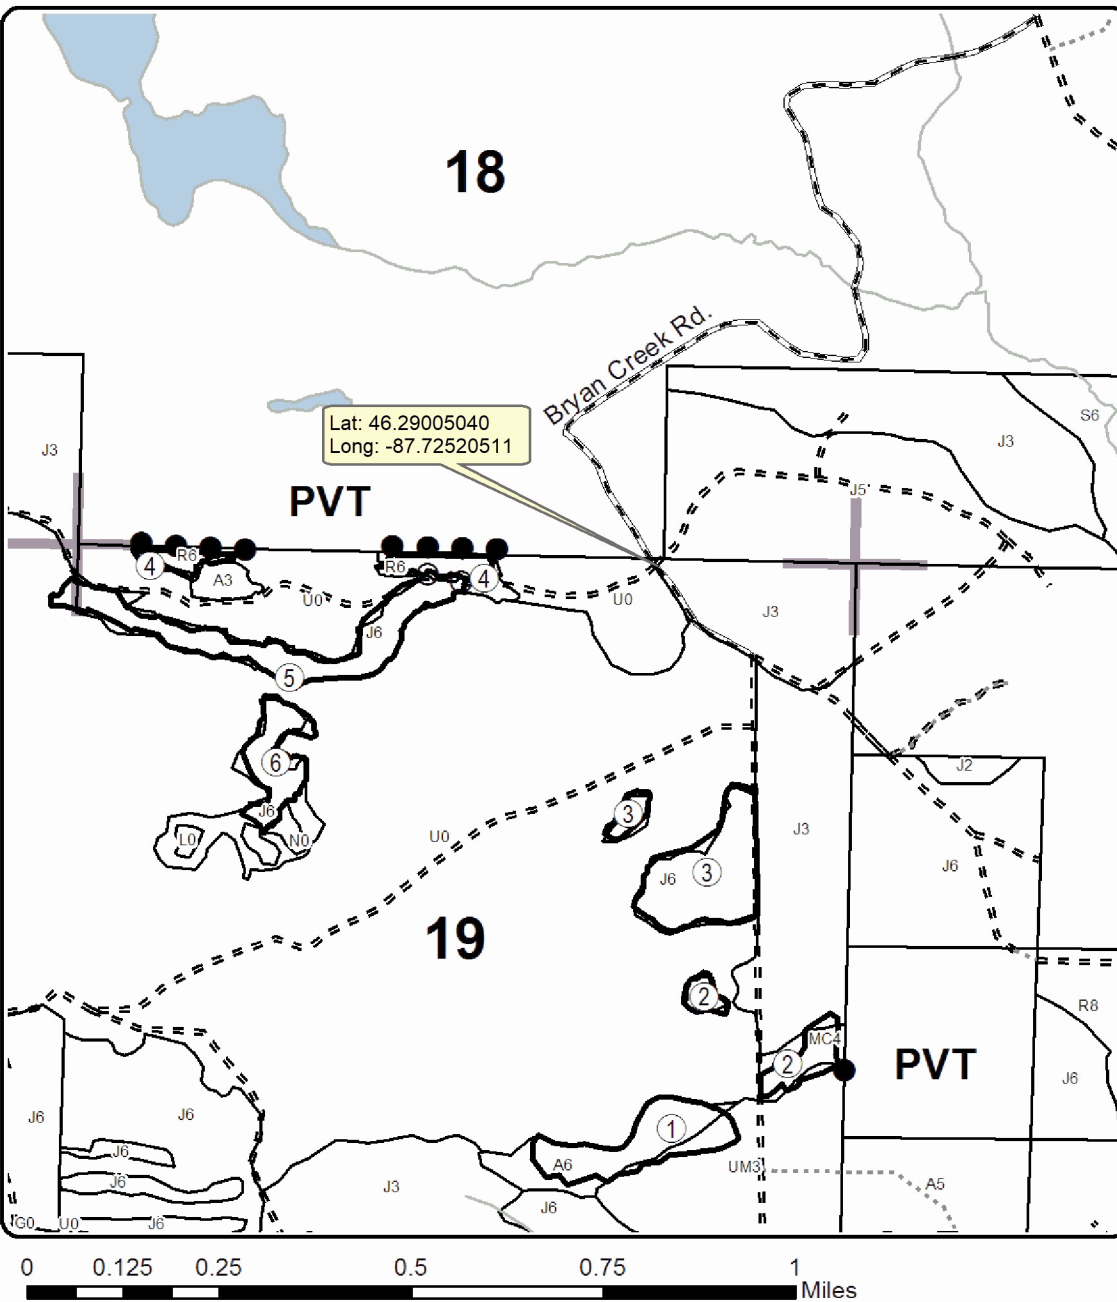 18
Bryan Creek Rd.
S6
J3
J3
Lat: 46.29005040
Long: -87.72520511
PVT
J5
R6
4
A3
R6
4
U0
U0
J3
J6
5
6
J2
J6
3
J3
L0
N0
U0
J6
3
J6
19
2
R8
MC4
2
PVT
J6
J6
J6
1
J6
A6
UM3
J6
J3
A5
J6
G0
U0
J6
0
0.125
0.25
0.5
0.75
1
Miles